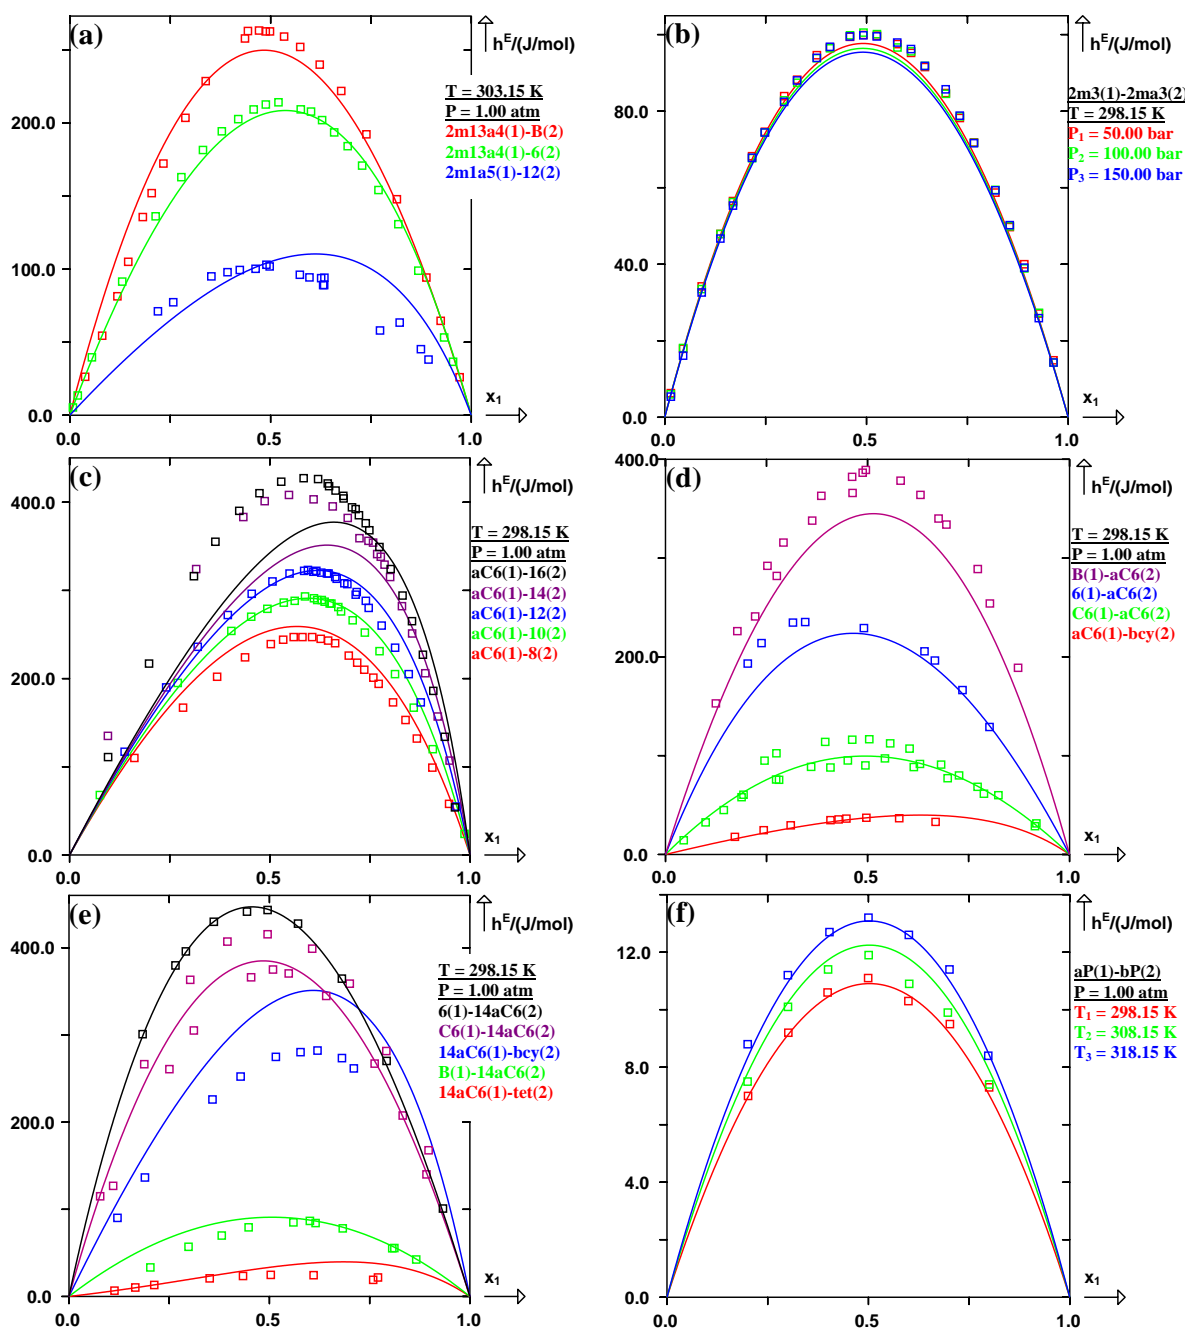 (a)
h^E/(J/mol)
T = 303.15 K
P = 1.00 atm
2m13a4(1)-B(2)
2m13a4(1)-6(2)
2m1a5(1)-12(2)
200.0
100.0
0.0
x₁
0.0
0.5
1.0
(b)
h^E/(J/mol)
2m3(1)-2ma3(2)
T = 298.15 K
P₁ = 50.00 bar
P₂ = 100.00 bar
P₃ = 150.00 bar
80.0
40.0
0.0
x₁
0.0
0.5
1.0
(c)
h^E/(J/mol)
T = 298.15 K
P = 1.00 atm
aC6(1)-16(2)
aC6(1)-14(2)
aC6(1)-12(2)
aC6(1)-10(2)
aC6(1)-8(2)
400.0
200.0
0.0
x₁
0.0
0.5
1.0
(d)
h^E/(J/mol)
T = 298.15 K
P = 1.00 atm
B(1)-aC6(2)
6(1)-aC6(2)
C6(1)-aC6(2)
aC6(1)-bcy(2)
400.0
200.0
0.0
x₁
0.0
0.5
1.0
(e)
h^E/(J/mol)
T = 298.15 K
P = 1.00 atm
6(1)-14aC6(2)
C6(1)-14aC6(2)
14aC6(1)-bcy(2)
B(1)-14aC6(2)
14aC6(1)-tet(2)
400.0
200.0
0.0
x₁
0.0
0.5
1.0
(f)
h^E/(J/mol)
aP(1)-bP(2)
P = 1.00 atm
T₁ = 298.15 K
T₂ = 308.15 K
T₃ = 318.15 K
12.0
8.0
4.0
0.0
x₁
0.0
0.5
1.0